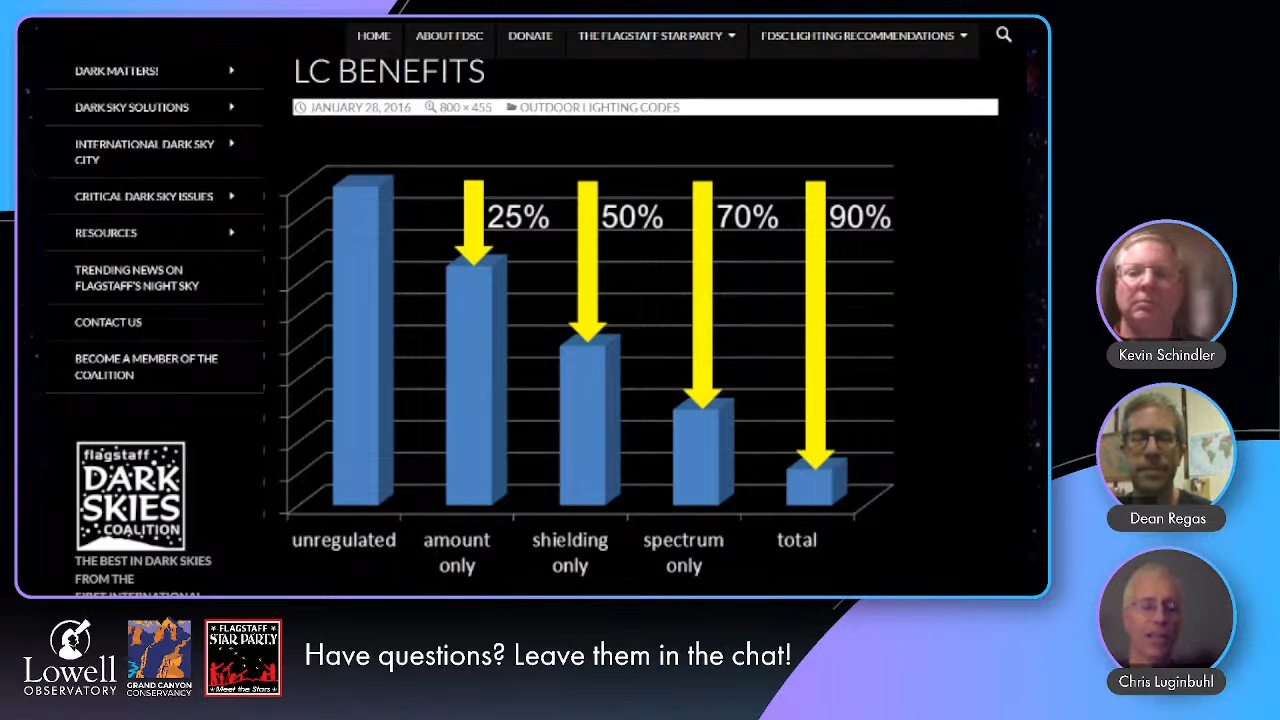 HOME
ABOUT FDSC
DONATE
THE FLAGSTAFF STAR PARTY
FDSC LIGHTING RECOMMENDATIONS
DARK MATTERS!
DARK SKY SOLUTIONS
INTERNATIONAL DARK SKY
CITY
CRITICAL DARK SKY ISSUES
RESOURCES
TRENDING NEWS ON
FLAGSTAFF'S NIGHT SKY
CONTACT US
BECOME A MEMBER OF THE
COALITION
flagstaff
DARK
SKIES
COALITION
THE BEST IN DARK SKIES
FROM THE
FIRST INTERNATIONAL
LC BENEFITS
JANUARY 28, 2016 800 × 455 OUTDOOR LIGHTING CODES
25% 50% 70% 90%
unregulated
amount
only
shielding
only
spectrum
only
total
Kevin Schindler
Dean Regas
Chris Luginbuhl
Lowell
OBSERVATORY
GRAND CANYON
CONSERVANCY
FLAGSTAFF
STAR PARTY
Meet the Stars
Have questions? Leave them in the chat!